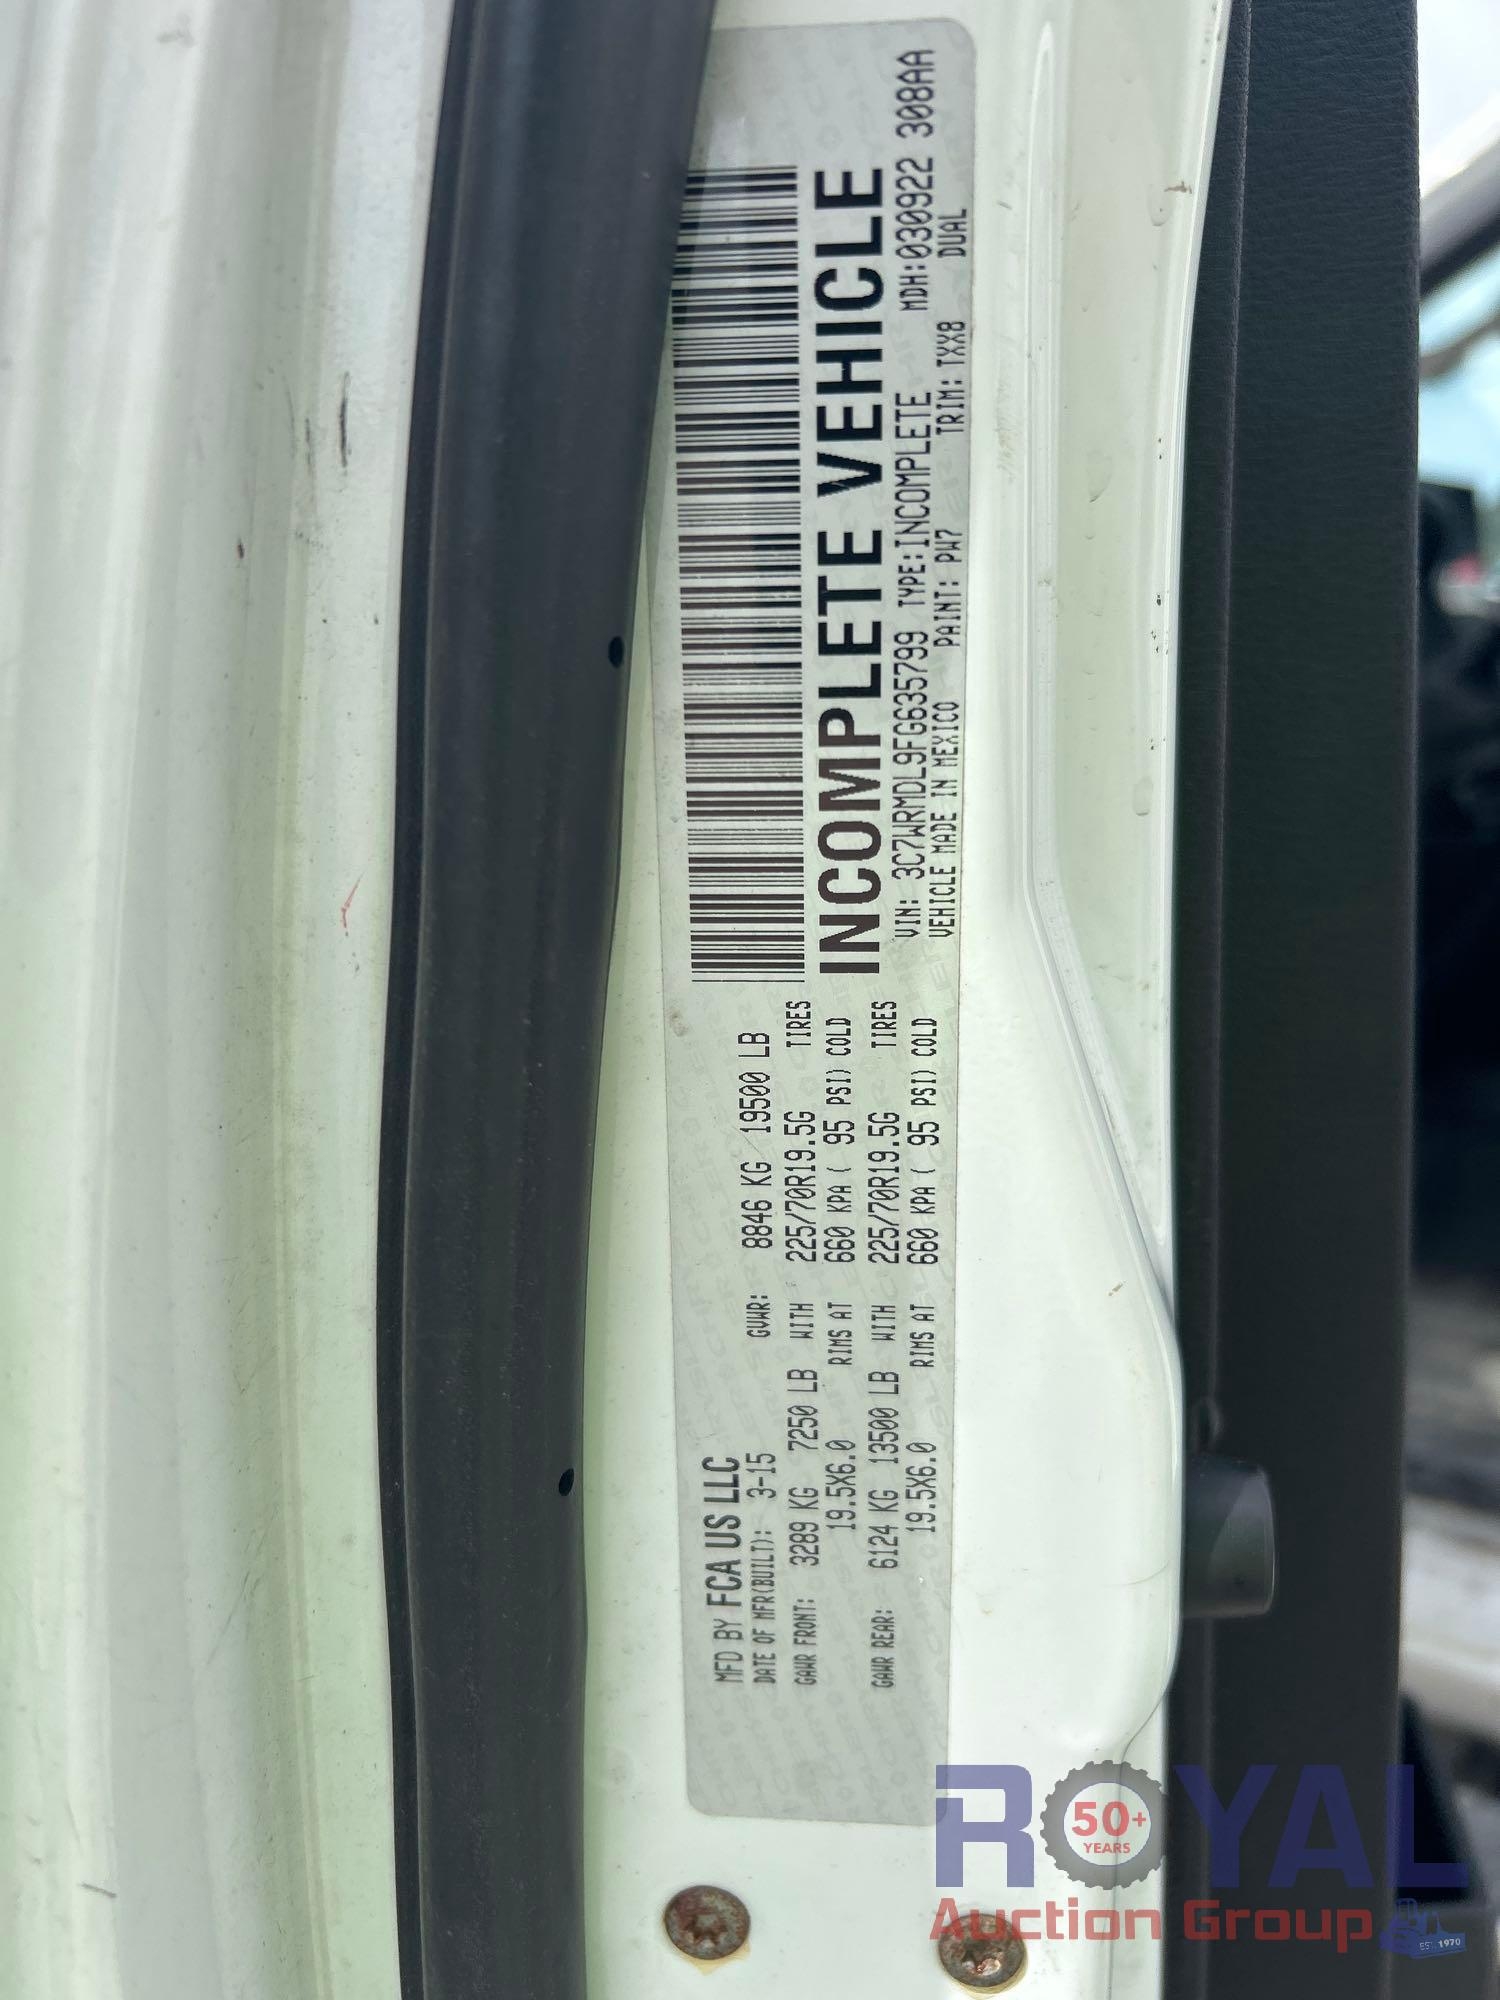 MFD BY FCA US LLC
DATE OF MFR(BUILT): 3-15 GVWR: 8846 KG 19500 LB
GAWR FRONT: 3289 KG 7250 LB WITH 225/70R19.5G TIRES
19.5X6.0 RIMS AT 660 KPA ( 95 PSI) COLD
GAWR REAR: 6124 KG 13500 LB WITH 225/70R19.5G TIRES
19.5X6.0 RIMS AT 660 KPA ( 95 PSI) COLD
INCOMPLETE VEHICLE
VIN: 3C7WRMDL9FG635799 TYPE:INCOMPLETE MDH:030922 308AA
VEHICLE MADE IN MEXICO PAINT: PW7 TRIM: TXX8 DUAL
ROYAL
50+
YEARS
Auction Group
EST. 1970